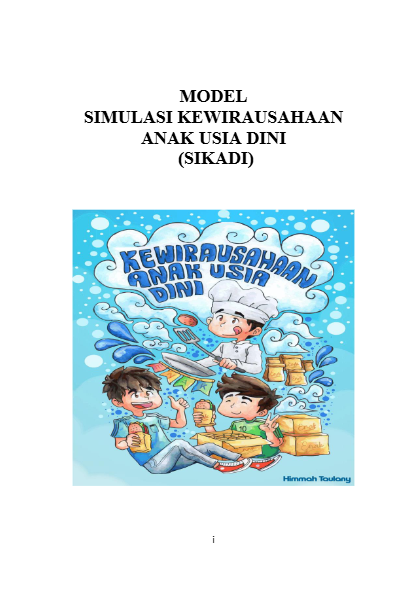 MODEL
SIMULASI KEWIRAUSAHAAN
ANAK USIA DINI
(SIKADI)
KEWIRAUSAHAAN
ANAK USIA
DINI
Himmah Taulany
i